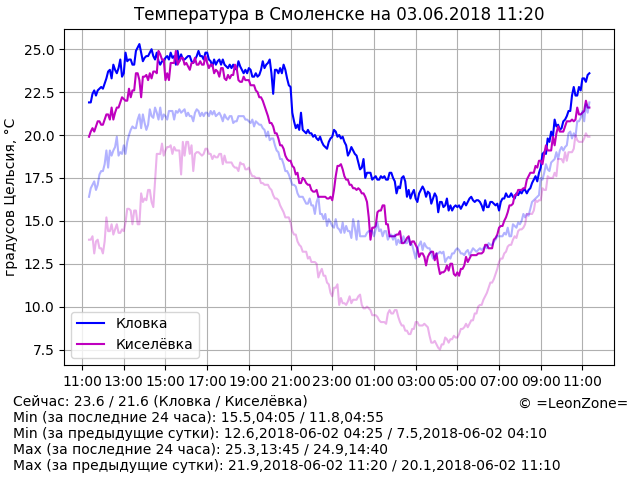 Температура в Смоленске на 03.06.2018 11:20
градусов Цельсия, °C
25.0
22.5
20.0
17.5
15.0
12.5
10.0
7.5
Кловка
Киселёвка
11:00 13:00 15:00 17:00 19:00 21:00 23:00 01:00 03:00 05:00 07:00 09:00 11:00
Сейчас: 23.6 / 21.6 (Кловка / Киселёвка)
© =LeonZone=
Min (за последние 24 часа): 15.5,04:05 / 11.8,04:55
Min (за предыдущие сутки): 12.6,2018-06-02 04:25 / 7.5,2018-06-02 04:10
Max (за последние 24 часа): 25.3,13:45 / 24.9,14:40
Max (за предыдущие сутки): 21.9,2018-06-02 11:20 / 20.1,2018-06-02 11:10